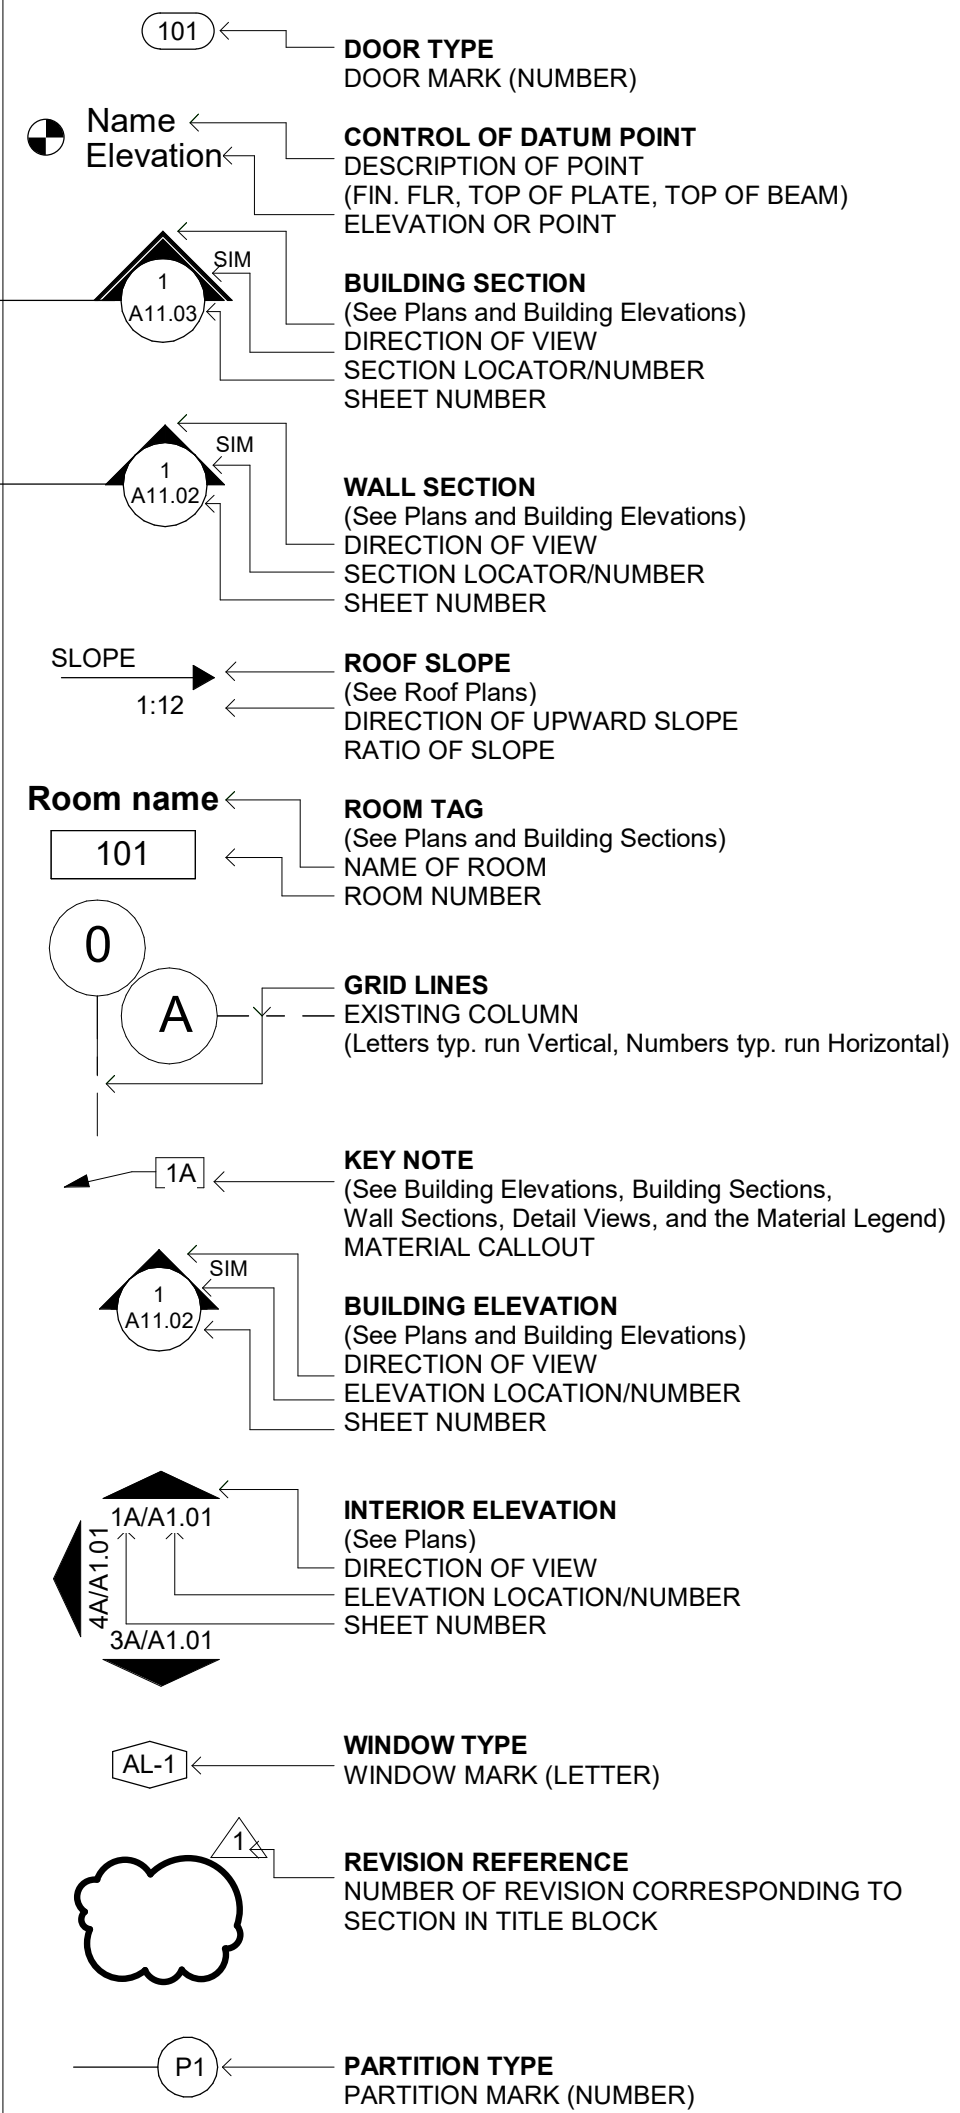 101
DOOR TYPE
DOOR MARK (NUMBER)
Name
Elevation
CONTROL OF DATUM POINT
DESCRIPTION OF POINT
(FIN. FLR, TOP OF PLATE, TOP OF BEAM)
ELEVATION OR POINT
SIM
1
A11.03
BUILDING SECTION
(See Plans and Building Elevations)
DIRECTION OF VIEW
SECTION LOCATOR/NUMBER
SHEET NUMBER
SIM
1
A11.02
WALL SECTION
(See Plans and Building Elevations)
DIRECTION OF VIEW
SECTION LOCATOR/NUMBER
SHEET NUMBER
SLOPE
1:12
ROOF SLOPE
(See Roof Plans)
DIRECTION OF UPWARD SLOPE
RATIO OF SLOPE
Room name
101
ROOM TAG
(See Plans and Building Sections)
NAME OF ROOM
ROOM NUMBER
0
A
GRID LINES
EXISTING COLUMN
(Letters typ. run Vertical, Numbers typ. run Horizontal)
1A
KEY NOTE
(See Building Elevations, Building Sections,
Wall Sections, Detail Views, and the Material Legend)
MATERIAL CALLOUT
SIM
1
A11.02
BUILDING ELEVATION
(See Plans and Building Elevations)
DIRECTION OF VIEW
ELEVATION LOCATION/NUMBER
SHEET NUMBER
1A/A1.01
4A/A1.01
3A/A1.01
INTERIOR ELEVATION
(See Plans)
DIRECTION OF VIEW
ELEVATION LOCATION/NUMBER
SHEET NUMBER
AL-1
WINDOW TYPE
WINDOW MARK (LETTER)
1
REVISION REFERENCE
NUMBER OF REVISION CORRESPONDING TO
SECTION IN TITLE BLOCK
P1
PARTITION TYPE
PARTITION MARK (NUMBER)